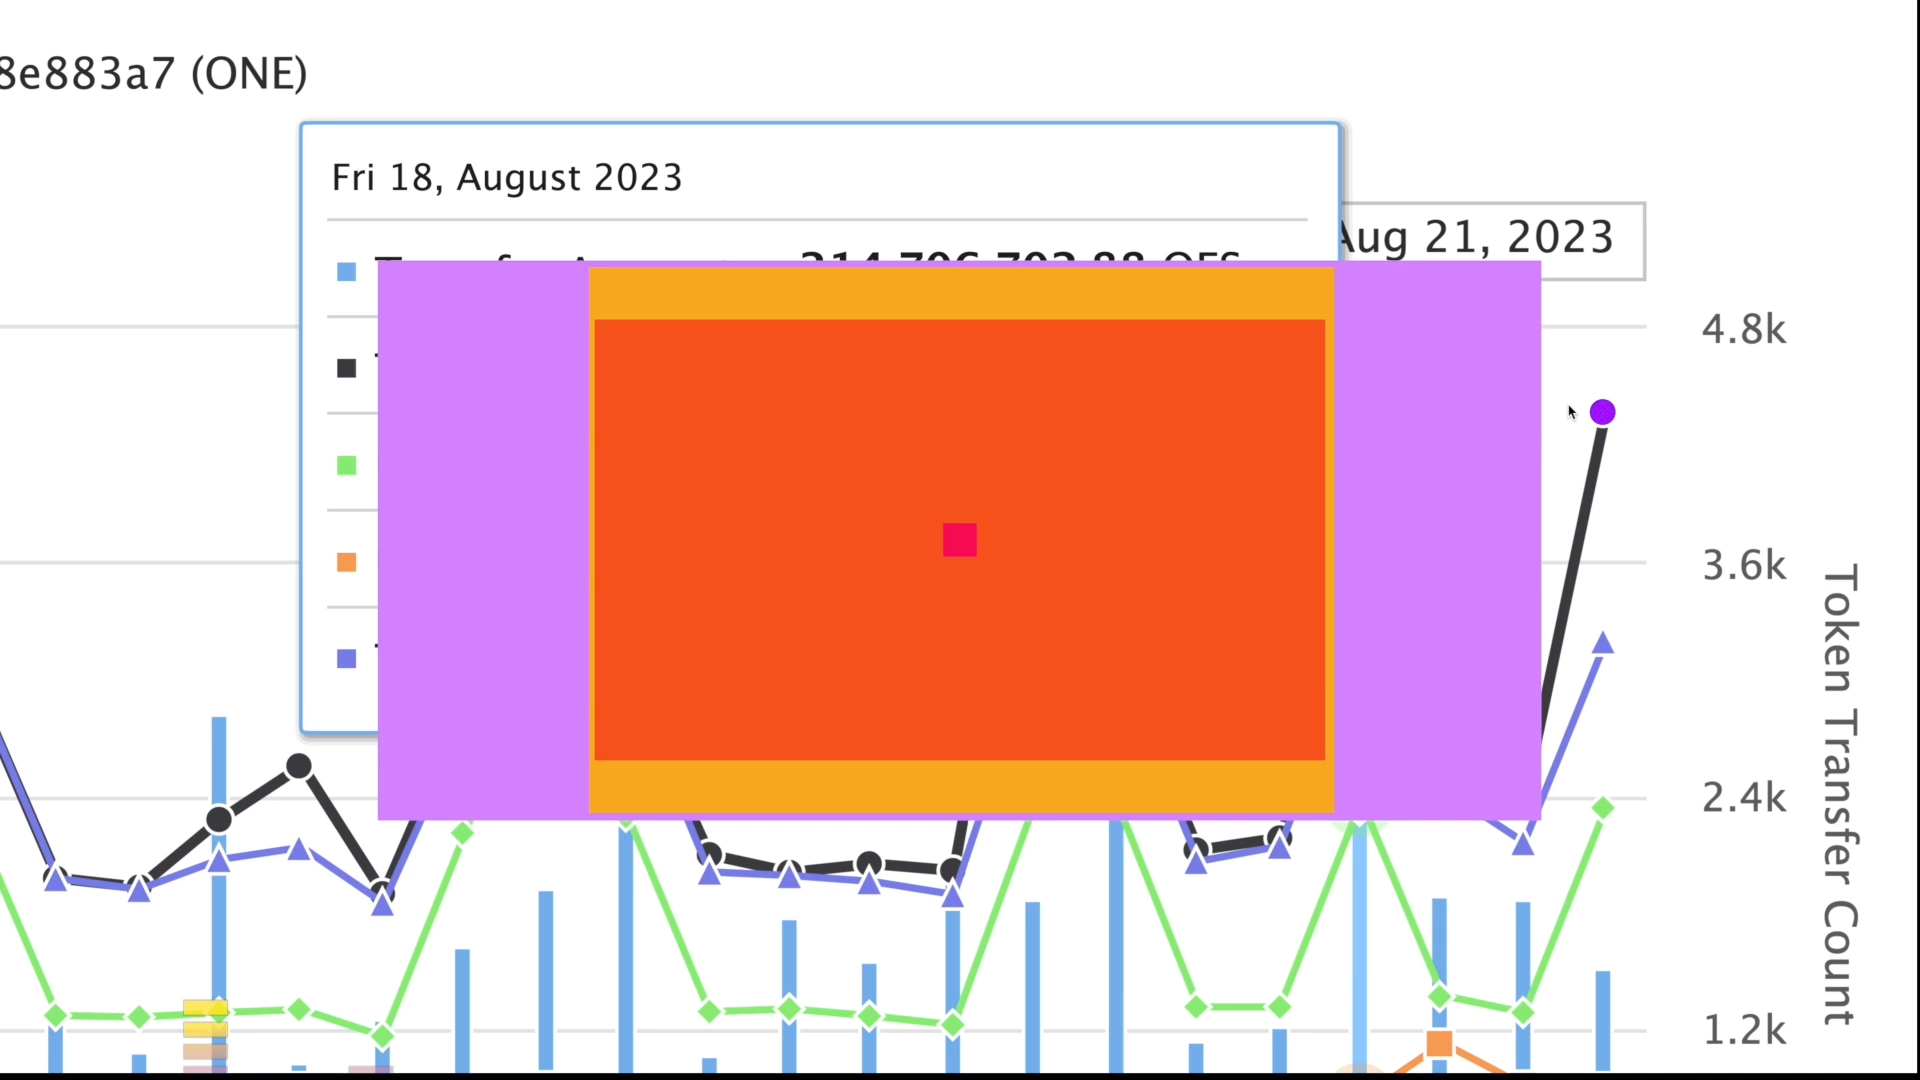 8e883a7 (ONE)
Fri 18, August 2023
Aug 21, 2023
4.8k
3.6k
2.4k
1.2k
Token Transfer Count